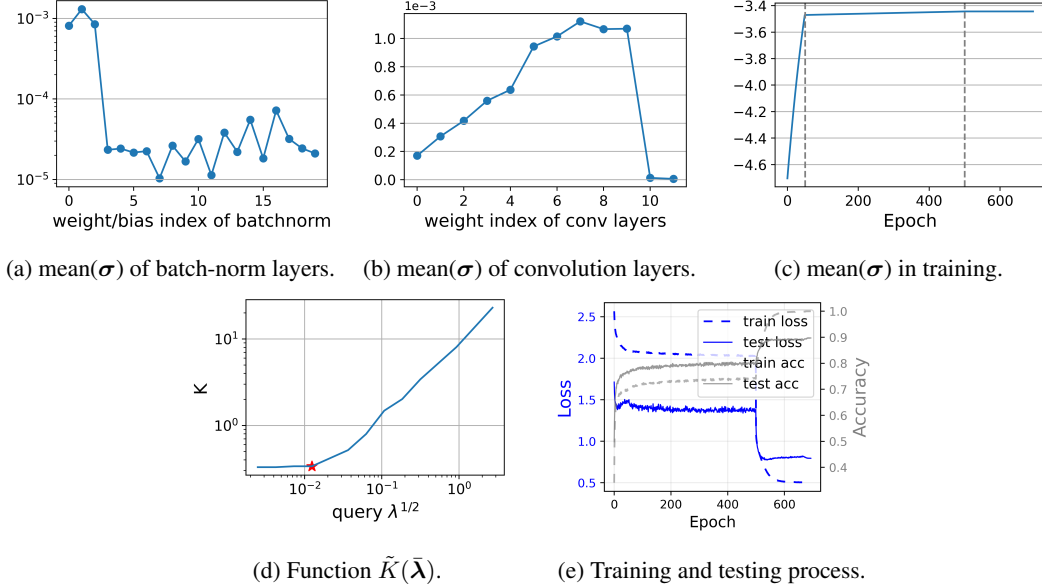 10⁻³
10⁻⁴
10⁻⁵
0 5 10 15
weight/bias index of batchnorm
1e−3
1.0
0.8
0.6
0.4
0.2
0.0
0 2 4 6 8 10
weight index of conv layers
−3.4
−3.6
−3.8
−4.0
−4.2
−4.4
−4.6
0 200 400 600
Epoch
(a) mean(σ) of batch-norm layers.
(b) mean(σ) of convolution layers.
(c) mean(σ) in training.
K
10¹
10⁰
10⁻² 10⁻¹ 10⁰
query λ¹ᐟ²
Loss
2.5
2.0
1.5
1.0
0.5
0 200 400 600
Epoch
train loss
test loss
train acc
test acc
1.0
0.9
0.8
0.7
0.6
0.5
0.4
Accuracy
(d) Function K̃(λ̄).
(e) Training and testing process.